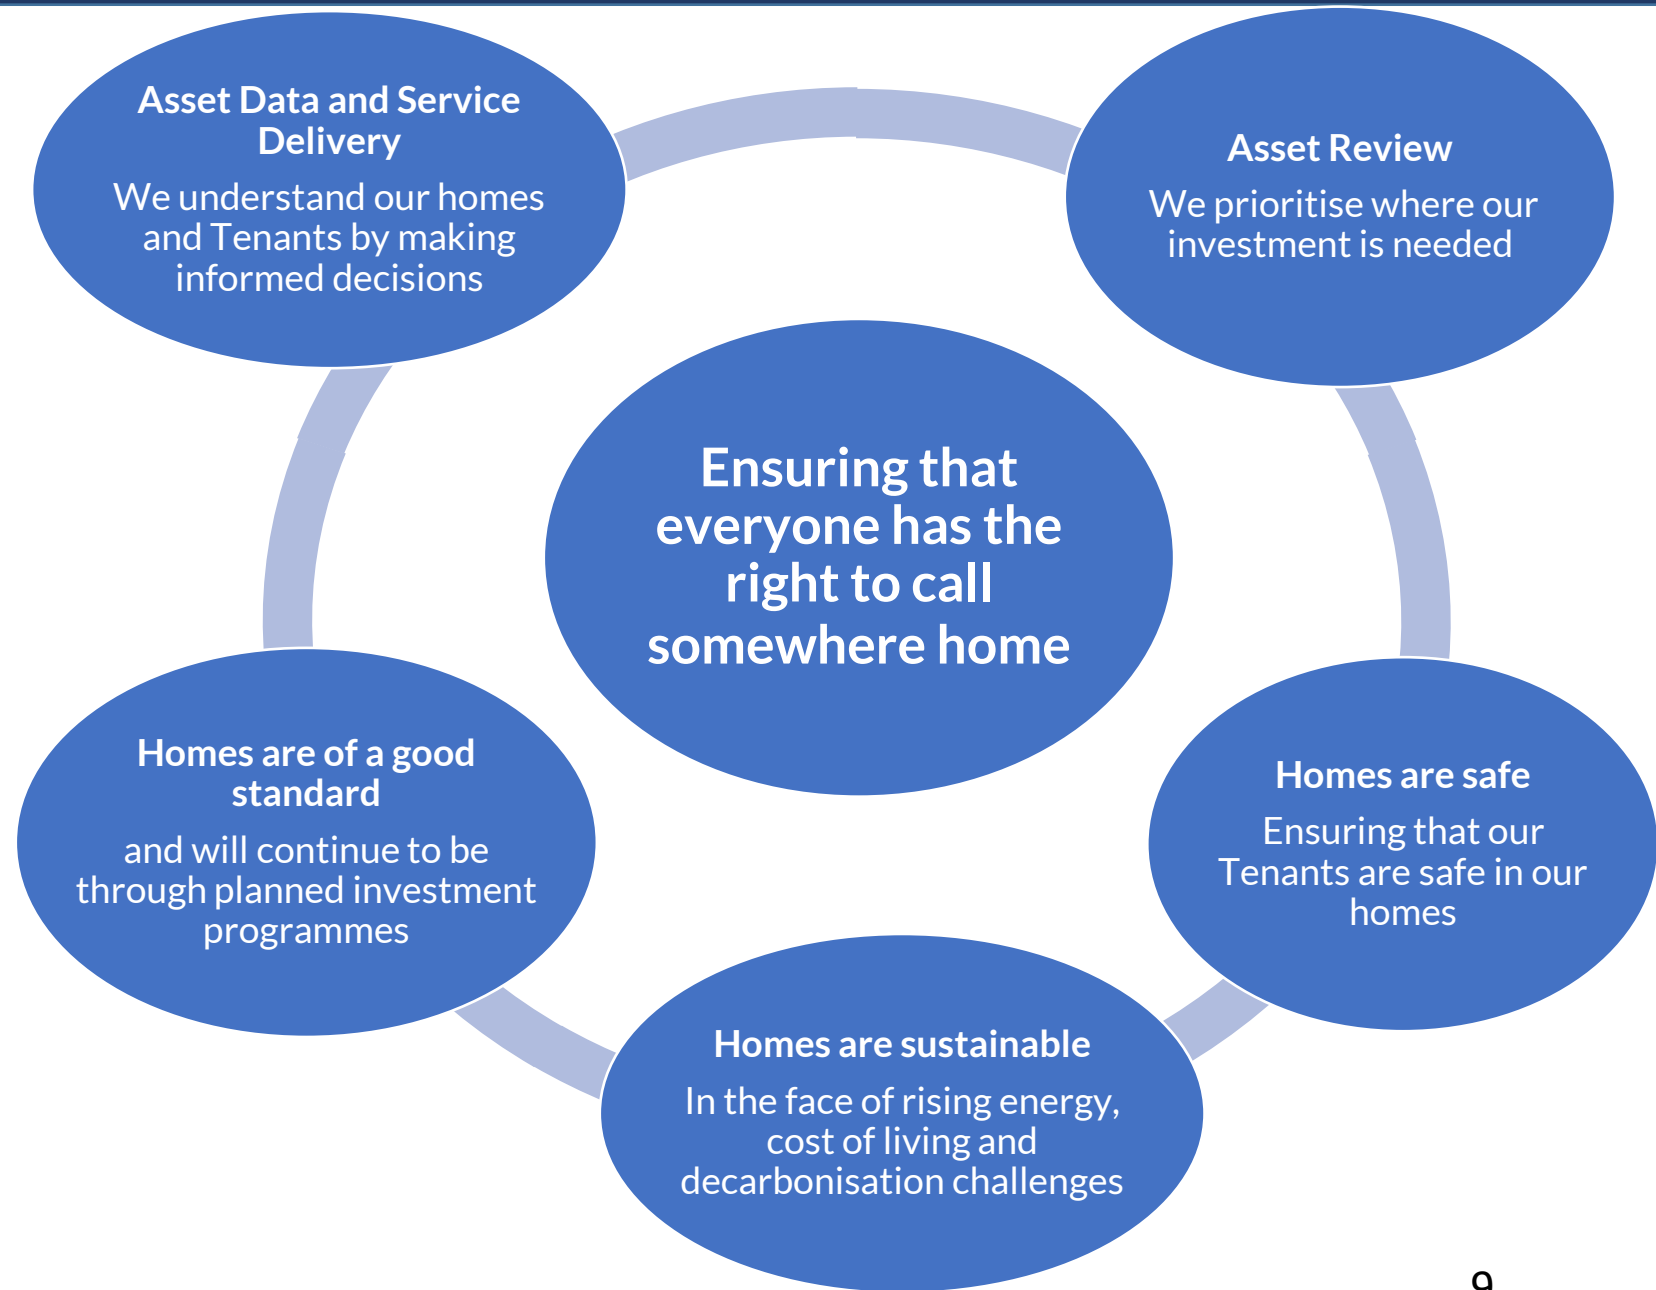 Asset Data and Service
Delivery
We understand our homes
and Tenants by making
informed decisions
Asset Review
We prioritise where our
investment is needed
Ensuring that
everyone has the
right to call
somewhere home
Homes are of a good
standard
and will continue to be
through planned investment
programmes
Homes are safe
Ensuring that our
Tenants are safe in our
homes
Homes are sustainable
In the face of rising energy,
cost of living and
decarbonisation challenges
9